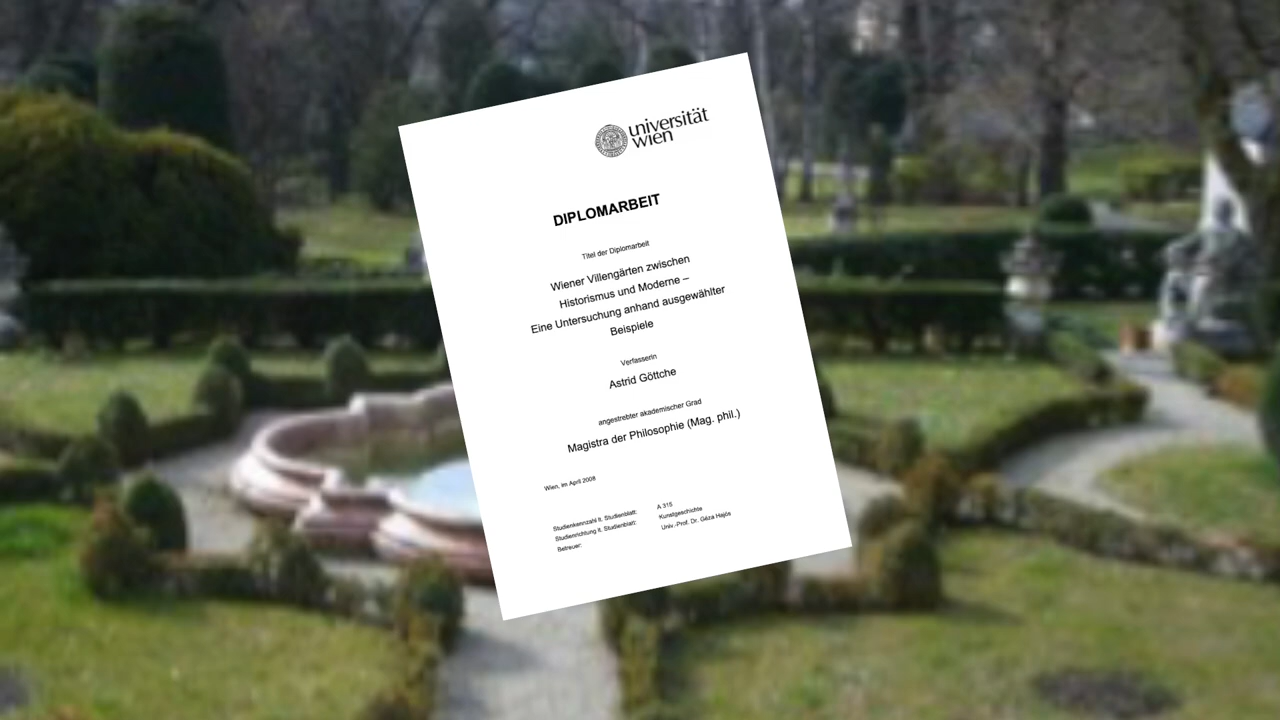 universität
wien
DIPLOMARBEIT
Titel der Diplomarbeit
Wiener Villengärten zwischen
Historismus und Moderne –
Eine Untersuchung anhand ausgewählter
Beispiele
Verfasserin
Astrid Göttche
angestrebter akademischer Grad
Magistra der Philosophie (Mag. phil.)
Wien, im April 2008
Studienkennzahl lt. Studienblatt: A 315
Studienrichtung lt. Studienblatt: Kunstgeschichte
Betreuer: Univ.-Prof. Dr. Géza Hajós